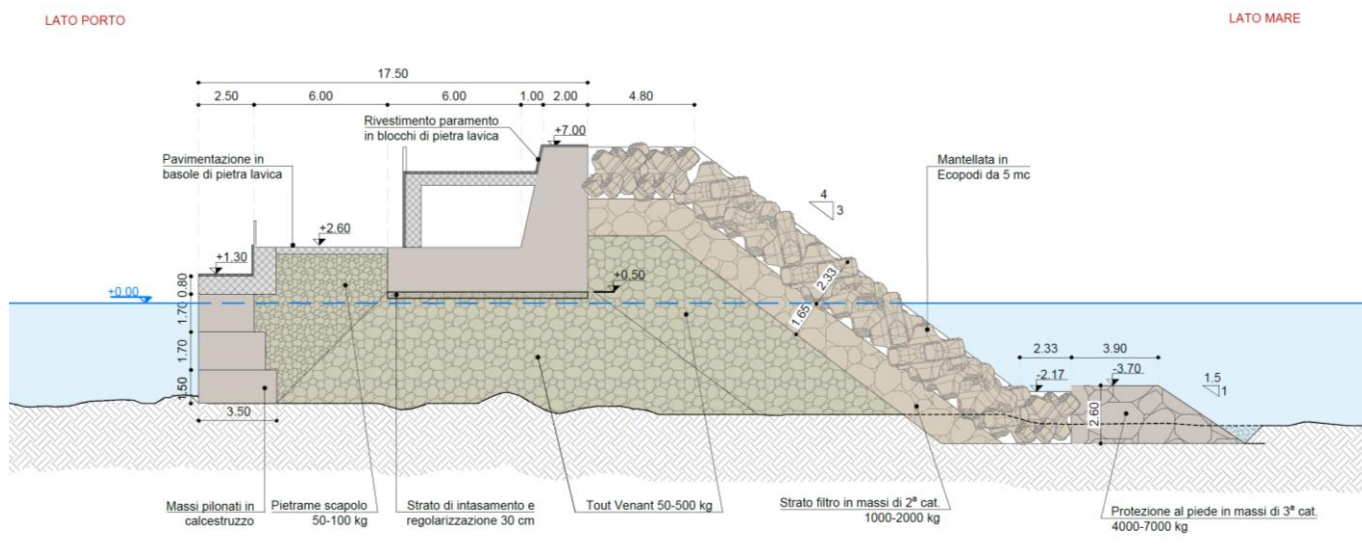 LATO PORTO
LATO MARE
17.50
2.50
6.00
6.00
1.00
2.00
4.80
Rivestimento paramento
in blocchi di pietra lavica
+7.00
Pavimentazione in
basole di pietra lavica
Mantellata in
Ecopodi da 5 mc
4
3
+2.60
+1.30
+0.50
+0.00
0.80
1.70
1.70
1.50
2.33
1.65
2.33
3.90
-2.17
-3.70
1.5
1
2.60
3.50
Massi pilonati in
calcestruzzo
Pietrame scapolo
50-100 kg
Strato di intasamento e
regolarizzazione 30 cm
Tout Venant 50-500 kg
Strato filtro in massi di 2ª cat.
1000-2000 kg
Protezione al piede in massi di 3ª cat.
4000-7000 kg